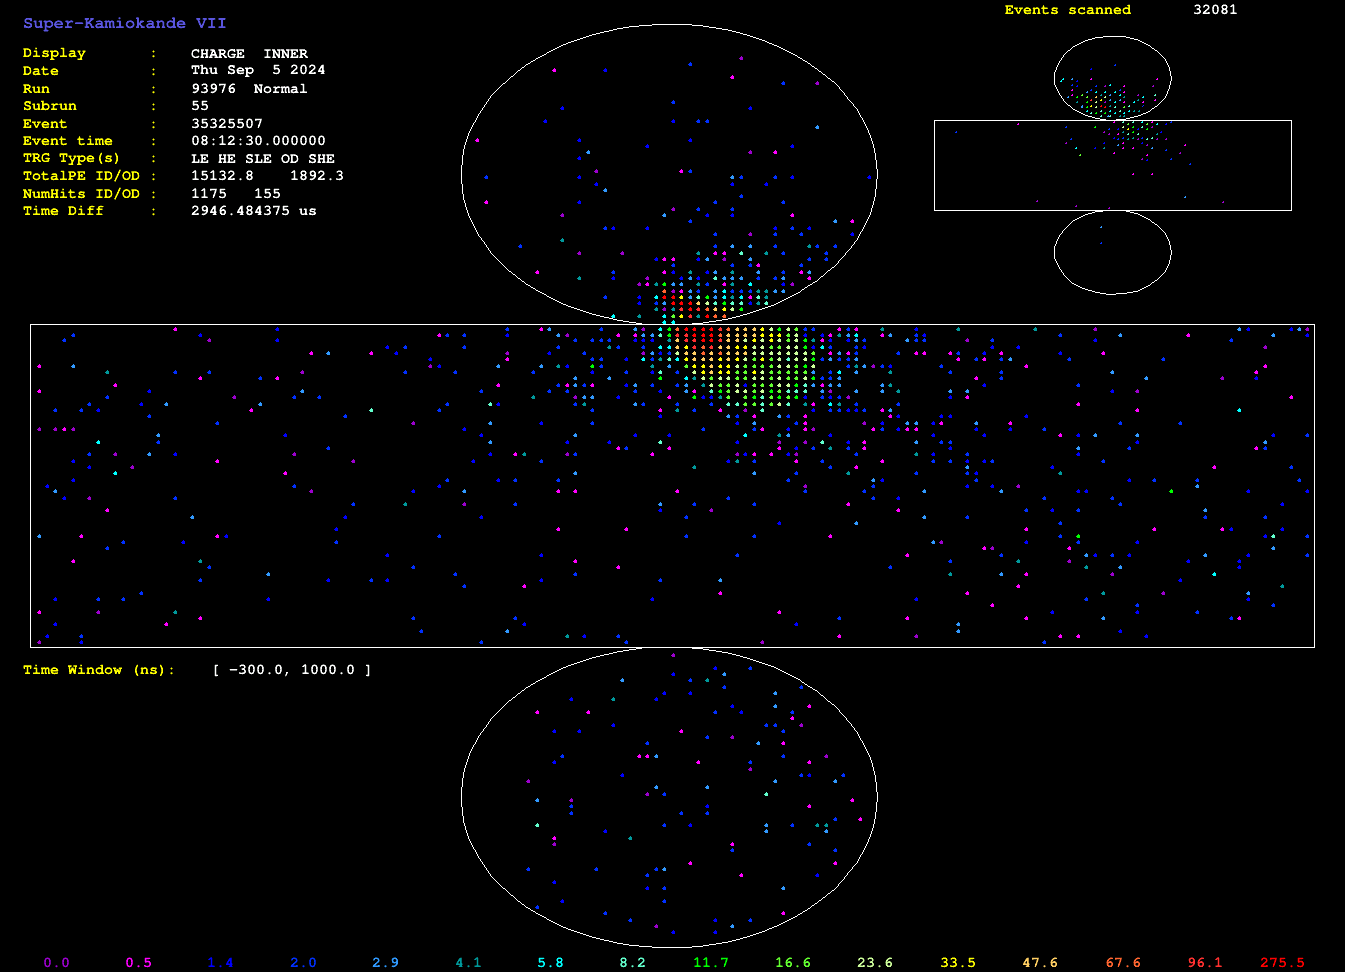 Super-Kamiokande VII
Events scanned 32081
Display : CHARGE INNER
Date : Thu Sep 5 2024
Run : 93976 Normal
Subrun : 55
Event : 35325507
Event time : 08:12:30.000000
TRG Type(s) : LE HE SLE OD SHE
TotalPE ID/OD : 15132.8 1892.3
NumHits ID/OD : 1175 155
Time Diff : 2946.484375 us
Time Window (ns): [ -300.0, 1000.0 ]
0.0 0.5 1.4 2.0 2.9 4.1 5.8 8.2 11.7 16.6 23.6 33.5 47.6 67.6 96.1 275.5